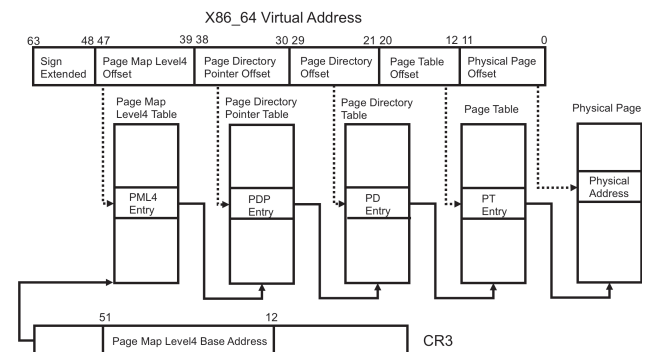 X86_64 Virtual Address
63 48 47 39 38 30 29 21 20 12 11 0
Sign Extended
Page Map Level4 Offset
Page Directory Pointer Offset
Page Directory Offset
Page Table Offset
Physical Page Offset
Page Map Level4 Table
Page Directory Pointer Table
Page Directory Table
Page Table
Physical Page
PML4 Entry
PDP Entry
PD Entry
PT Entry
Physical Address
51 12
Page Map Level4 Base Address
CR3